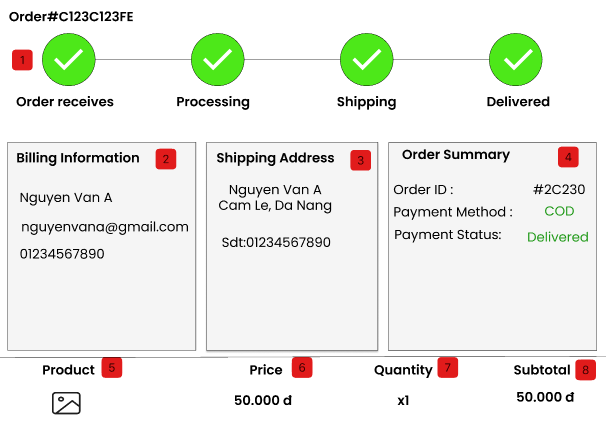 Order#C123C123FE
1
Order receives Processing Shipping Delivered
Billing Information 2
Nguyen Van A
nguyenvana@gmail.com
01234567890
Shipping Address 3
Nguyen Van A
Cam Le, Da Nang
Sdt:01234567890
Order Summary 4
Order ID : #2C230
Payment Method : COD
Payment Status: Delivered
Product 5 Price 6 Quantity 7 Subtotal 8
50.000 đ x1 50.000 đ